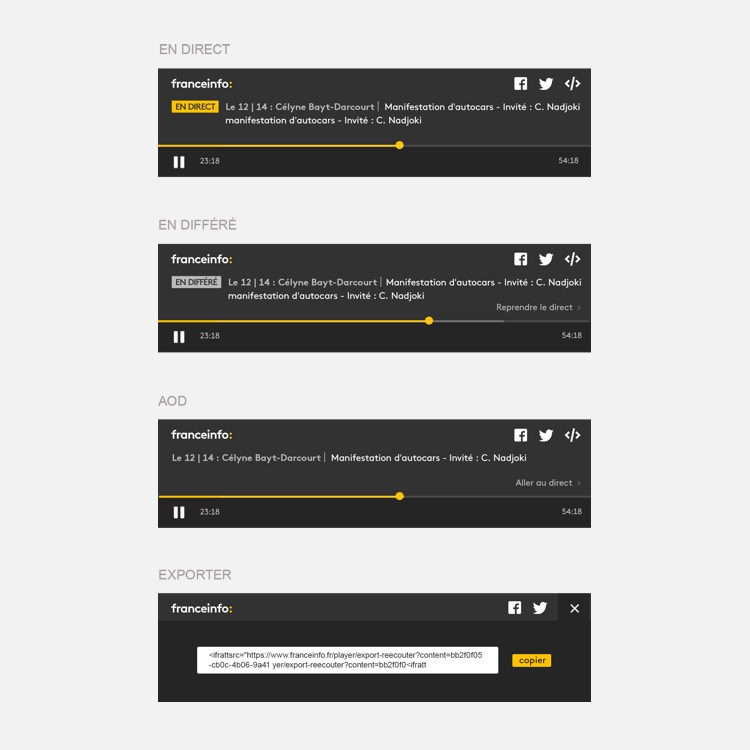 EN DIRECT
franceinfo:
EN DIRECT Le 12 | 14 : Célyne Bayt-Darcourt | Manifestation d'autocars - Invité : C. Nadjoki
manifestation d'autocars - Invité : C. Nadjoki
23:18 54:18
EN DIFFÉRÉ
franceinfo:
EN DIFFÉRÉ Le 12 | 14 : Célyne Bayt-Darcourt | Manifestation d'autocars - Invité : C. Nadjoki
manifestation d'autocars - Invité : C. Nadjoki
Reprendre le direct >
23:18 54:18
AOD
franceinfo:
Le 12 | 14 : Célyne Bayt-Darcourt | Manifestation d'autocars - Invité : C. Nadjoki
Aller au direct >
23:18 54:18
EXPORTER
franceinfo:
<ifrattsrc="https://www.franceinfo.fr/player/export-reecouter?content=bb2f0f05
-cb0c-4b06-9a41 yer/export-reecouter?content=bb2f0f0<ifratt
copier